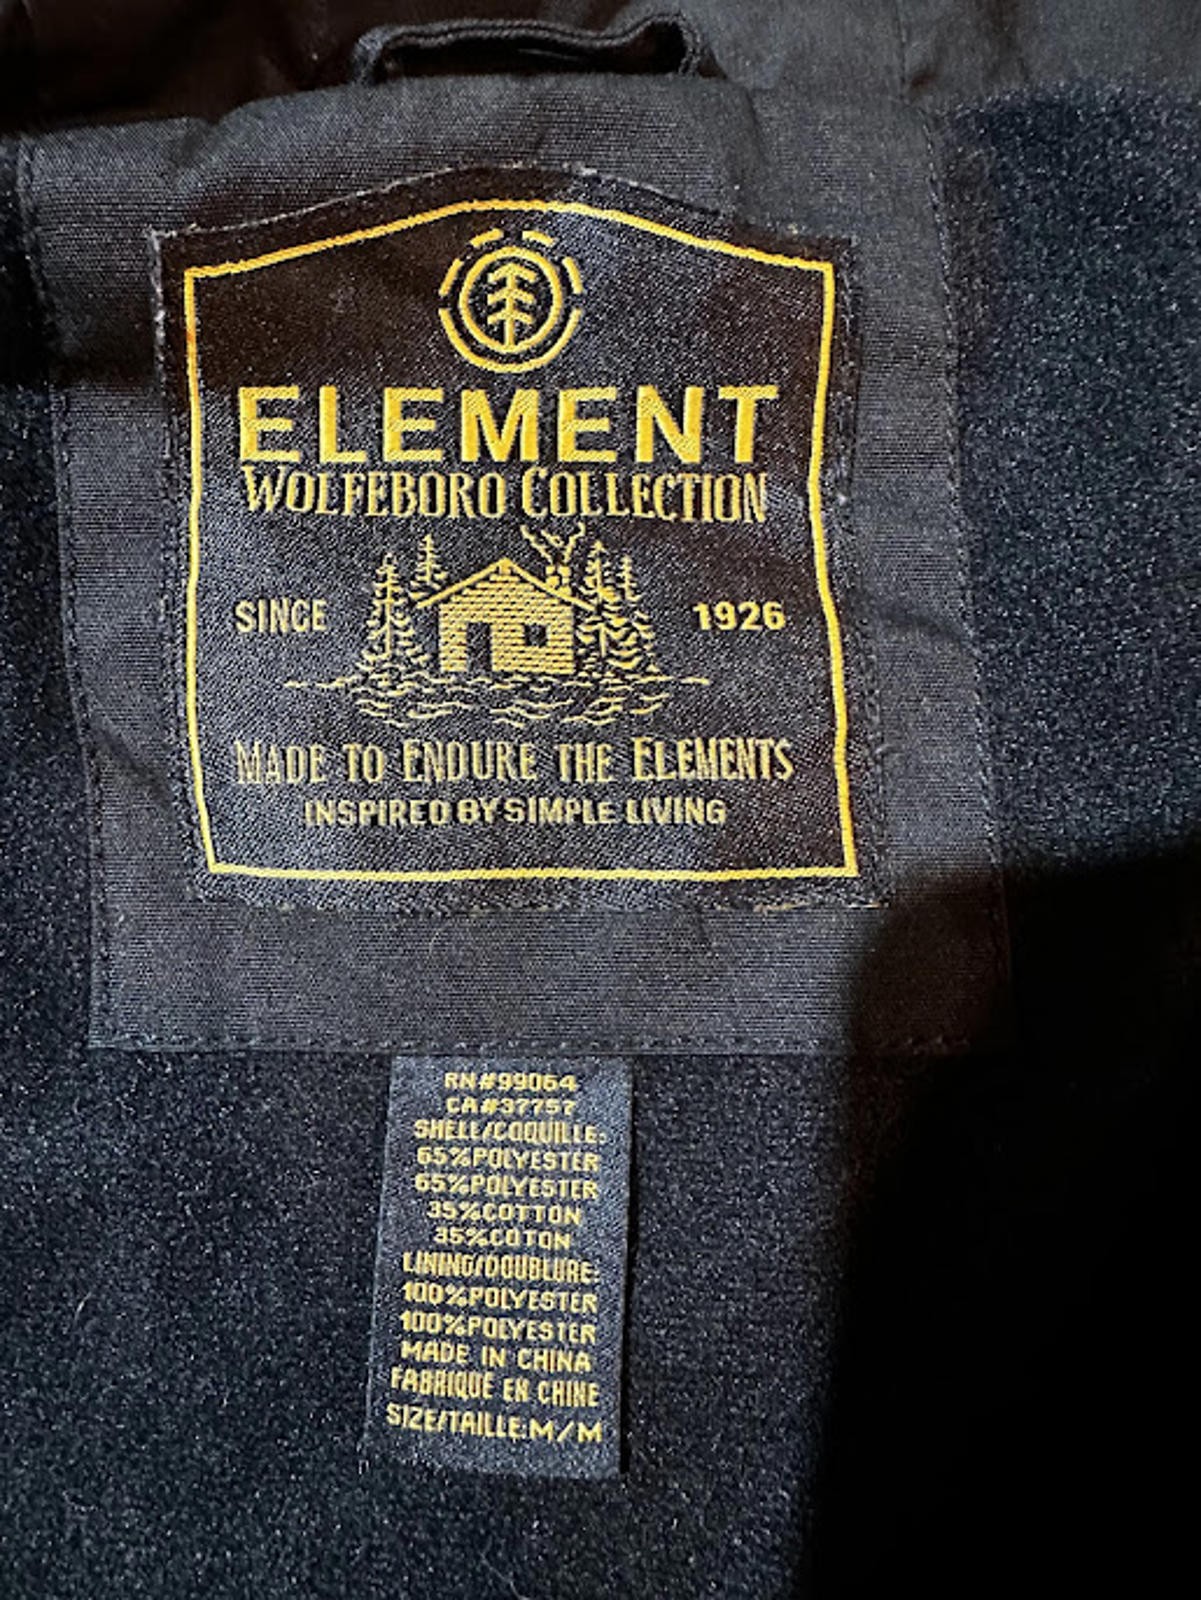 ELEMENT
WOLFEBORO COLLECTION
SINCE 1926
MADE TO ENDURE THE ELEMENTS
INSPIRED BY SIMPLE LIVING
RN#99064
CA#37757
SHELL/COQUILLE:
65%POLYESTER
65%POLYESTER
35%COTTON
35%COTON
LINING/DOUBLURE:
100%POLYESTER
100%POLYESTER
MADE IN CHINA
FABRIQUÉ EN CHINE
SIZE/TAILLE:M/M